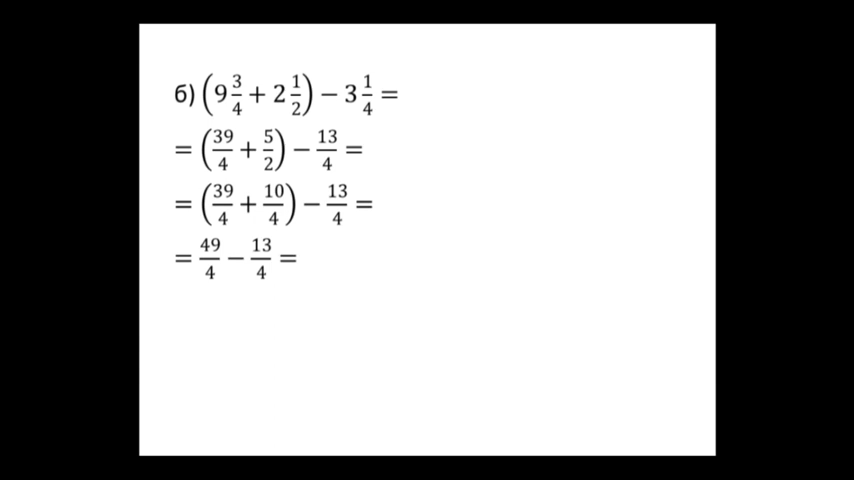 б) (9 3/4 + 2 1/2) − 3 1/4 =
= (39/4 + 5/2) − 13/4 =
= (39/4 + 10/4) − 13/4 =
= 49/4 − 13/4 =